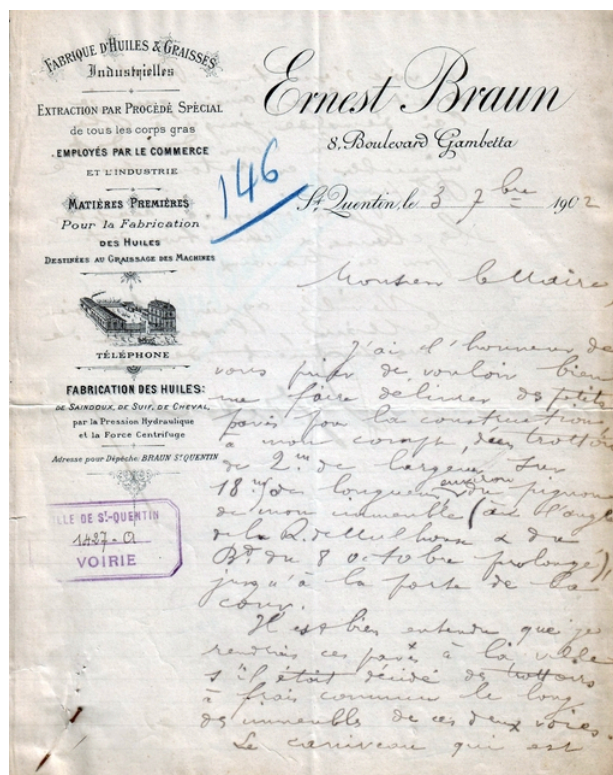 FABRIQUE D'HUILES & GRAISSES
Industrielles
EXTRACTION PAR PROCÉDÉ SPÉCIAL
de tous les corps gras
EMPLOYÉS PAR LE COMMERCE
ET L'INDUSTRIE
MATIÈRES PREMIÈRES
Pour la Fabrication
DES HUILES
DESTINÉES AU GRAISSAGE DES MACHINES
TÉLÉPHONE
FABRICATION DES HUILES:
DE SAINDOUX, DE SUIF, DE CHEVAL,
par la Pression Hydraulique
et la Force Centrifuge
Adresse pour Dépêche: BRAUN ST QUENTIN
VILLE DE ST-QUENTIN
1437-O
VOIRIE
146
Ernest Braun
8, Boulevard Gambetta
St Quentin, le 3 7bre 1902
Monsieur le Maire
J'ai l'honneur de
vous prier de vouloir bien
me faire délivrer des petits
pavés pour la construction
à mon compte, d'un trottoir
de 2m de largeur sur
18m de longueur environ du pignon
de mon immeuble (à l'angle
de la R. de Mulhouse & du
Bd du 8 octobre prolongé)
jusqu'à la porte de la
cour.
Il est bien entendu que je
rendrais ces pavés à la ville
s'il était décidé des trottoirs
à frais commun le long
des immeubles de ces deux voies.
Le caniveau qui est